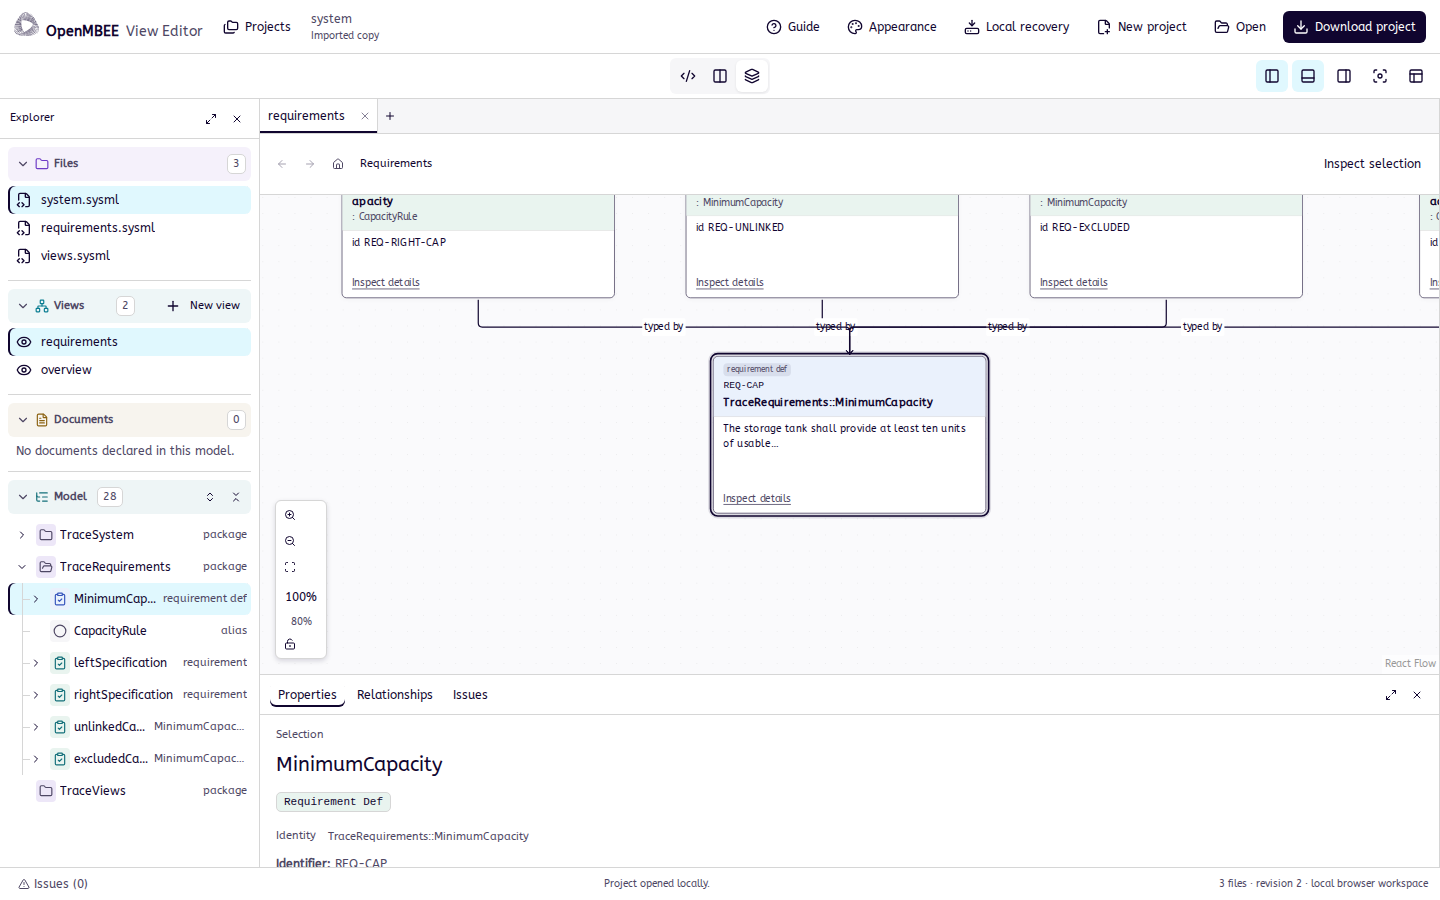 OpenMBEE View Editor
Projects
system
Imported copy
Guide
Appearance
Local recovery
New project
Open
Download project
Explorer
Files
3
system.sysml
requirements.sysml
views.sysml
Views
2
New view
requirements
overview
Documents
0
No documents declared in this model.
Model
28
TraceSystem
package
TraceRequirements
package
MinimumCap...
requirement def
CapacityRule
alias
leftSpecification
requirement
rightSpecification
requirement
unlinkedCa...
MinimumCapac...
excludedCa...
MinimumCapac...
TraceViews
package
requirements
Requirements
Inspect selection
apacity
: CapacityRule
id REQ-RIGHT-CAP
Inspect details
: MinimumCapacity
id REQ-UNLINKED
Inspect details
: MinimumCapacity
id REQ-EXCLUDED
Inspect details
id
typed by
typed by
typed by
typed by
requirement def
REQ-CAP
TraceRequirements::MinimumCapacity
The storage tank shall provide at least ten units
of usable...
Inspect details
100%
80%
React Flow
Properties
Relationships
Issues
Selection
MinimumCapacity
Requirement Def
Identity
TraceRequirements::MinimumCapacity
Identifier: REQ-CAP
Issues (0)
Project opened locally.
3 files · revision 2 · local browser workspace